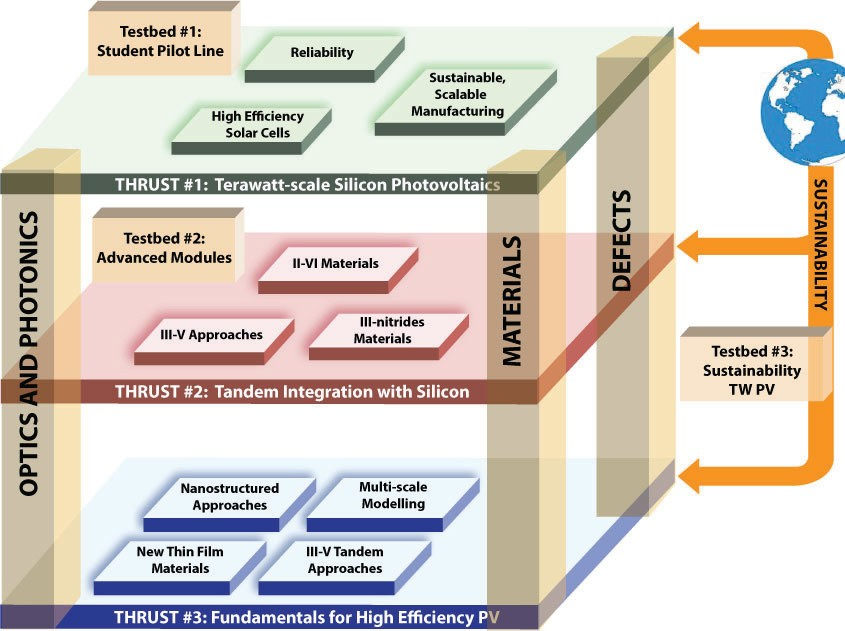 Testbed #1:
Student Pilot Line
Reliability
Sustainable,
Scalable
Manufacturing
High Efficiency
Solar Cells
THRUST #1: Terawatt-scale Silicon Photovoltaics
Testbed #2:
Advanced Modules
II-VI Materials
III-V Approaches
III-nitrides
Materials
THRUST #2: Tandem Integration with Silicon
Nanostructured
Approaches
Multi-scale
Modelling
New Thin Film
Materials
III-V Tandem
Approaches
THRUST #3: Fundamentals for High Efficiency PV
OPTICS AND PHOTONICS
MATERIALS
DEFECTS
SUSTAINABILITY
Testbed #3:
Sustainability
TW PV